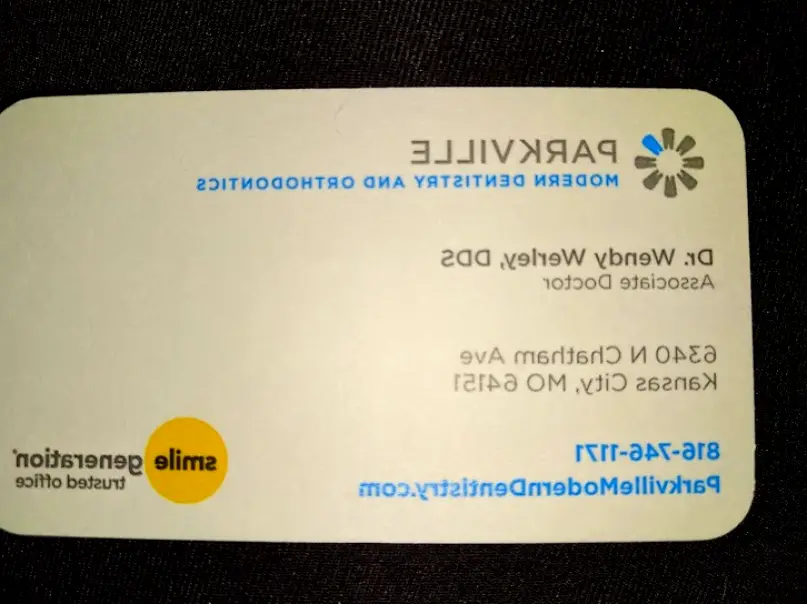 PARKVILLE
MODERN DENTISTRY AND ORTHODONTICS
Dr. Wendy Werley, DDS
Associate Doctor
6340 N Chatham Ave
Kansas City, MO 64151
816-746-1171
ParkvilleModernDentistry.com
smile generation®
trusted office